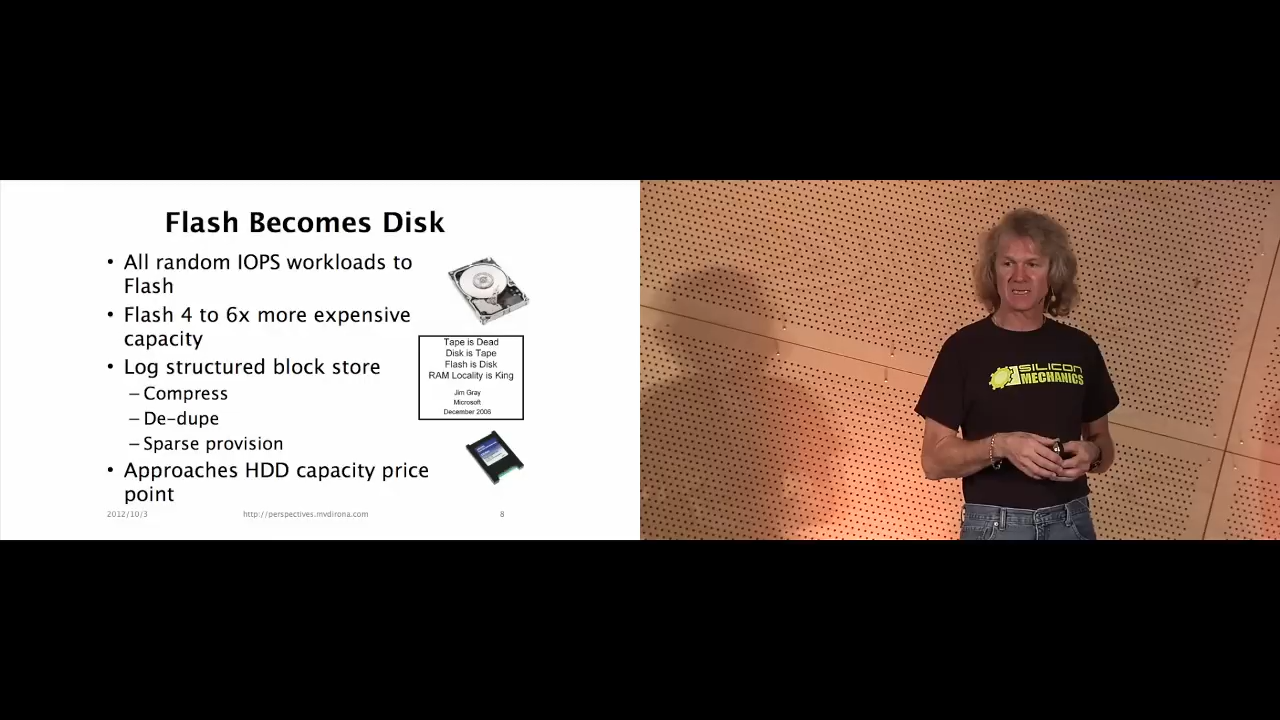 Flash Becomes Disk
• All random IOPS workloads to
Flash
• Flash 4 to 6x more expensive
capacity
• Log structured block store
– Compress
– De-dupe
– Sparse provision
• Approaches HDD capacity price
point
Tape is Dead
Disk is Tape
Flash is Disk
RAM Locality is King
Jim Gray
Microsoft
December 2006
2012/10/3
http://perspectives.mvdirona.com
8
SILICON
MECHANICS